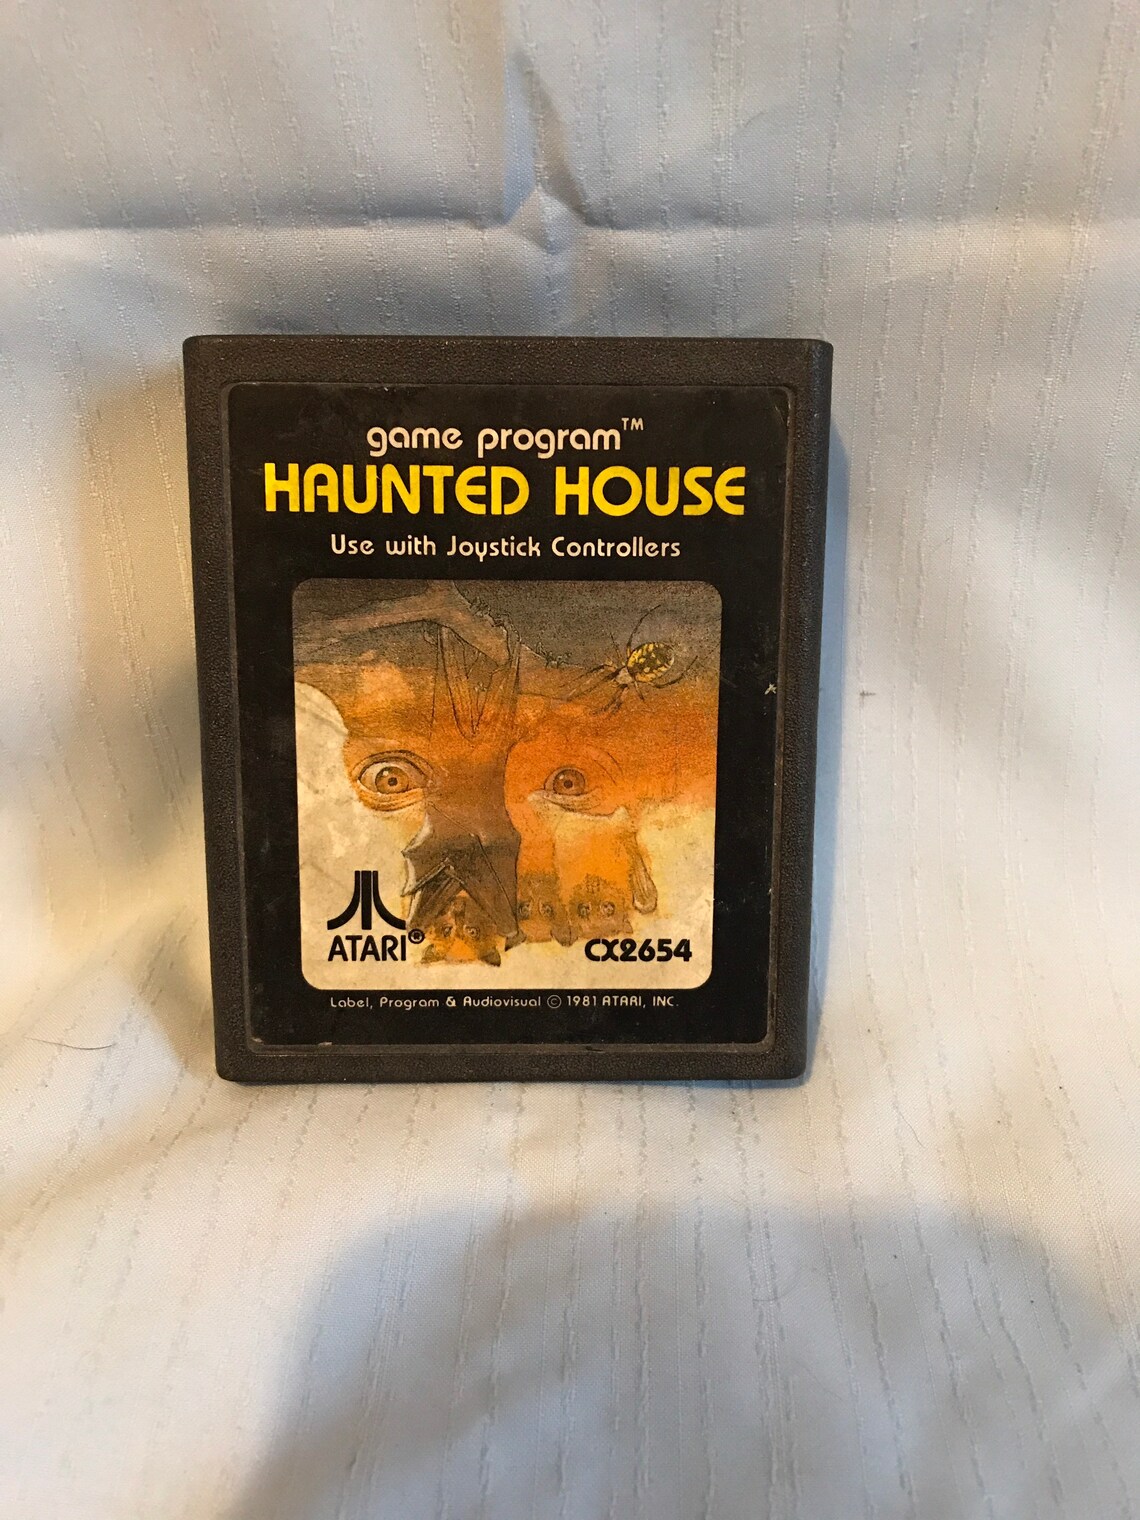 game program™
HAUNTED HOUSE
Use with Joystick Controllers
ATARI®
CX2654
Label, Program & Audiovisual © 1981 ATARI, INC.